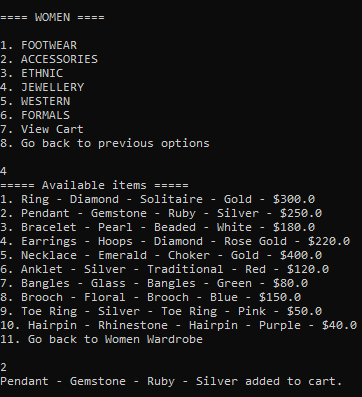 ==== WOMEN ====
1. FOOTWEAR
2. ACCESSORIES
3. ETHNIC
4. JEWELLERY
5. WESTERN
6. FORMALS
7. View Cart
8. Go back to previous options
4
===== Available items =====
1. Ring - Diamond - Solitaire - Gold - $300.0
2. Pendant - Gemstone - Ruby - Silver - $250.0
3. Bracelet - Pearl - Beaded - White - $180.0
4. Earrings - Hoops - Diamond - Rose Gold - $220.0
5. Necklace - Emerald - Choker - Gold - $400.0
6. Anklet - Silver - Traditional - Red - $120.0
7. Bangles - Glass - Bangles - Green - $80.0
8. Brooch - Floral - Brooch - Blue - $150.0
9. Toe Ring - Silver - Toe Ring - Pink - $50.0
10. Hairpin - Rhinestone - Hairpin - Purple - $40.0
11. Go back to Women Wardrobe
2
Pendant - Gemstone - Ruby - Silver added to cart.